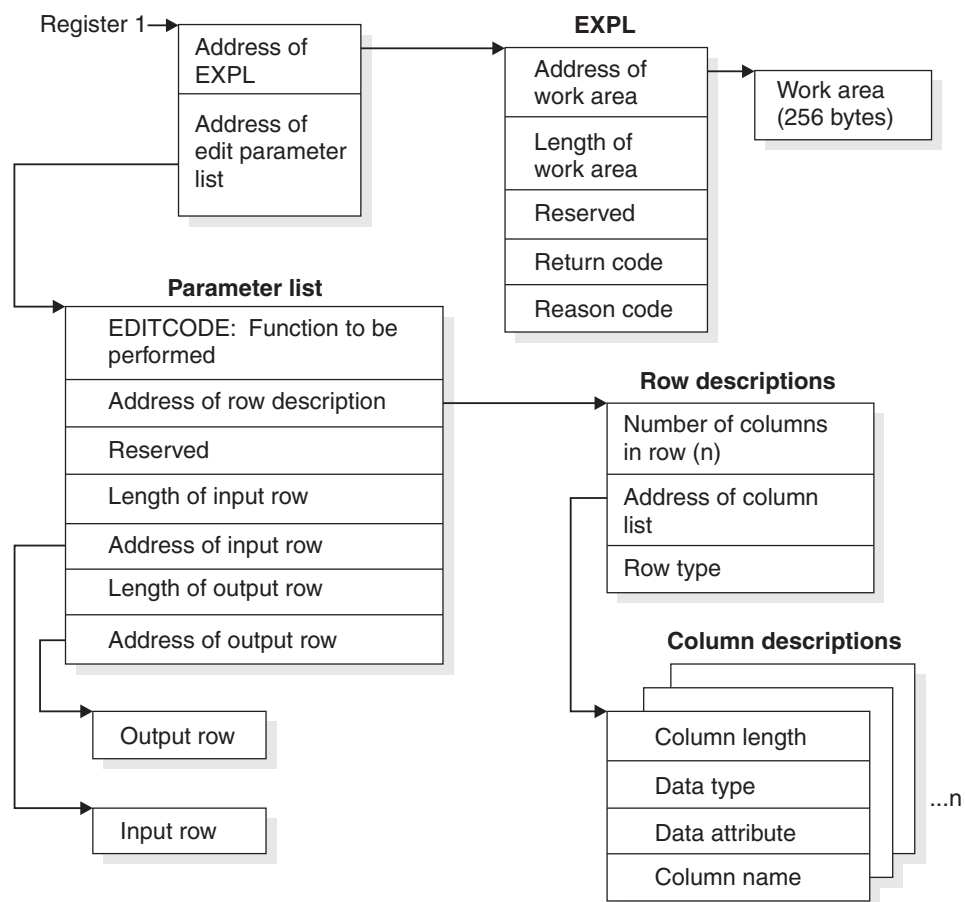 Register 1
Address of
EXPL
Address of
edit parameter
list
EXPL
Address of
work area
Length of
work area
Reserved
Return code
Reason code
Work area
(256 bytes)
Parameter list
EDITCODE: Function to be
performed
Address of row description
Reserved
Length of input row
Address of input row
Length of output row
Address of output row
Row descriptions
Number of columns
in row (n)
Address of column
list
Row type
Column descriptions
Column length
Data type
Data attribute
Column name
...n
Output row
Input row